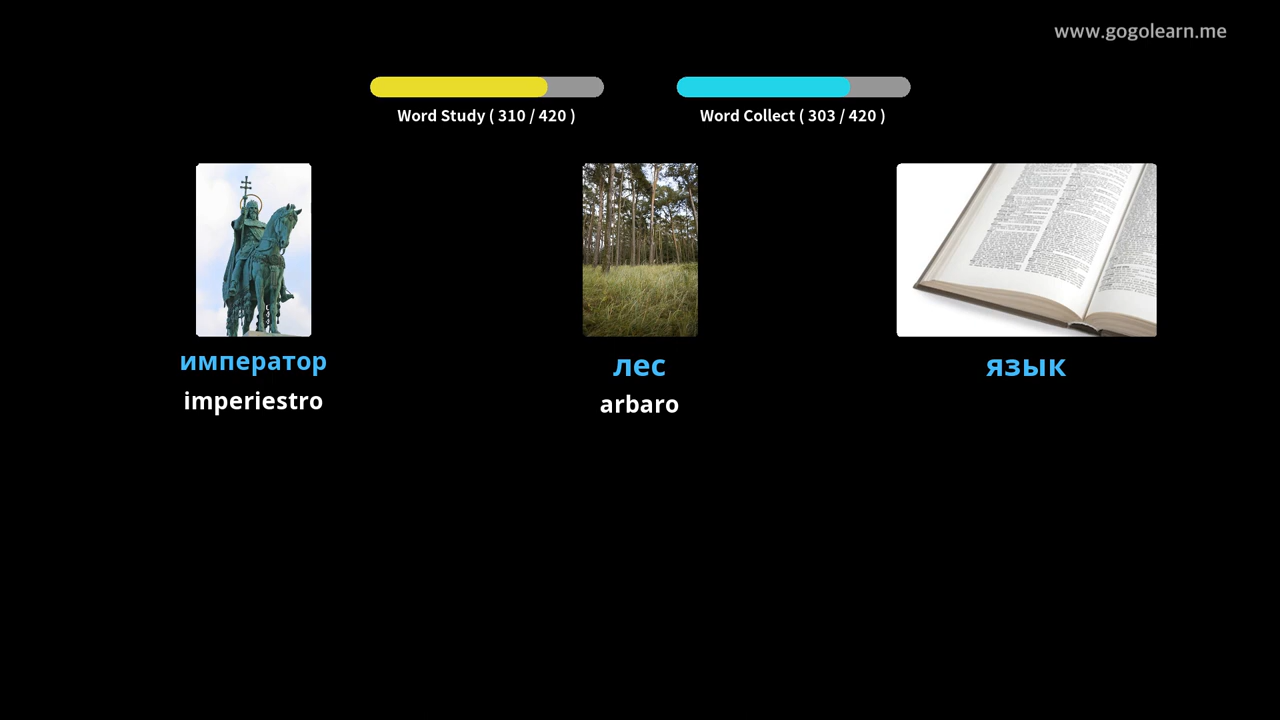 www.gogolearn.me
Word Study ( 310 / 420 )
Word Collect ( 303 / 420 )
император
imperiestro
лес
arbaro
язык